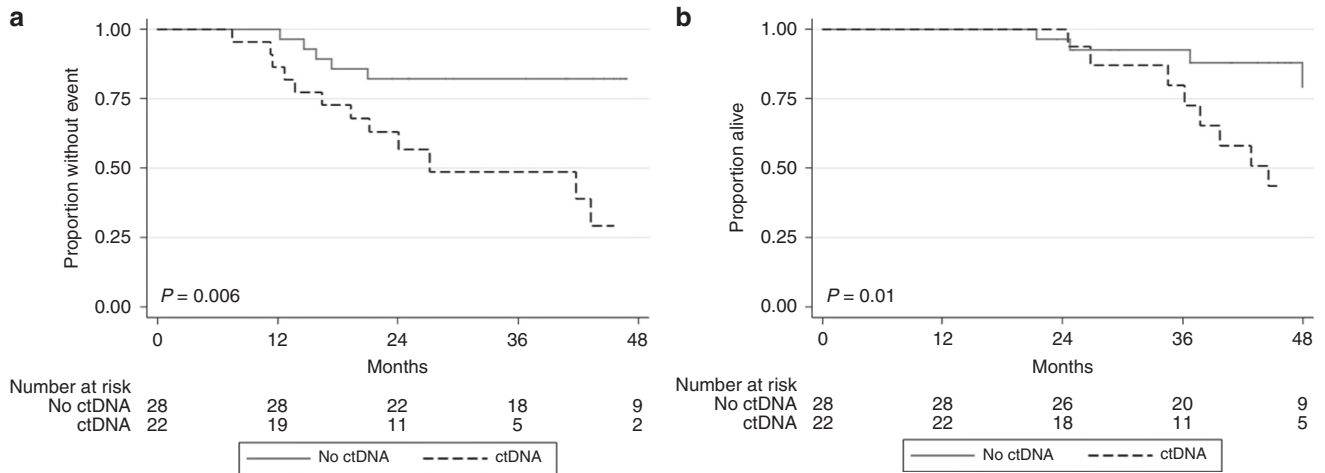 a
Proportion without event
1.00
0.75
0.50
0.25
0.00
P = 0.006
0 12 24 36 48
Months
Number at risk
No ctDNA 28 28 22 18 9
ctDNA 22 19 11 5 2
No ctDNA ctDNA
b
Proportion alive
1.00
0.75
0.50
0.25
0.00
P = 0.01
0 12 24 36 48
Months
Number at risk
No ctDNA 28 28 26 20 9
ctDNA 22 22 18 11 5
No ctDNA ctDNA